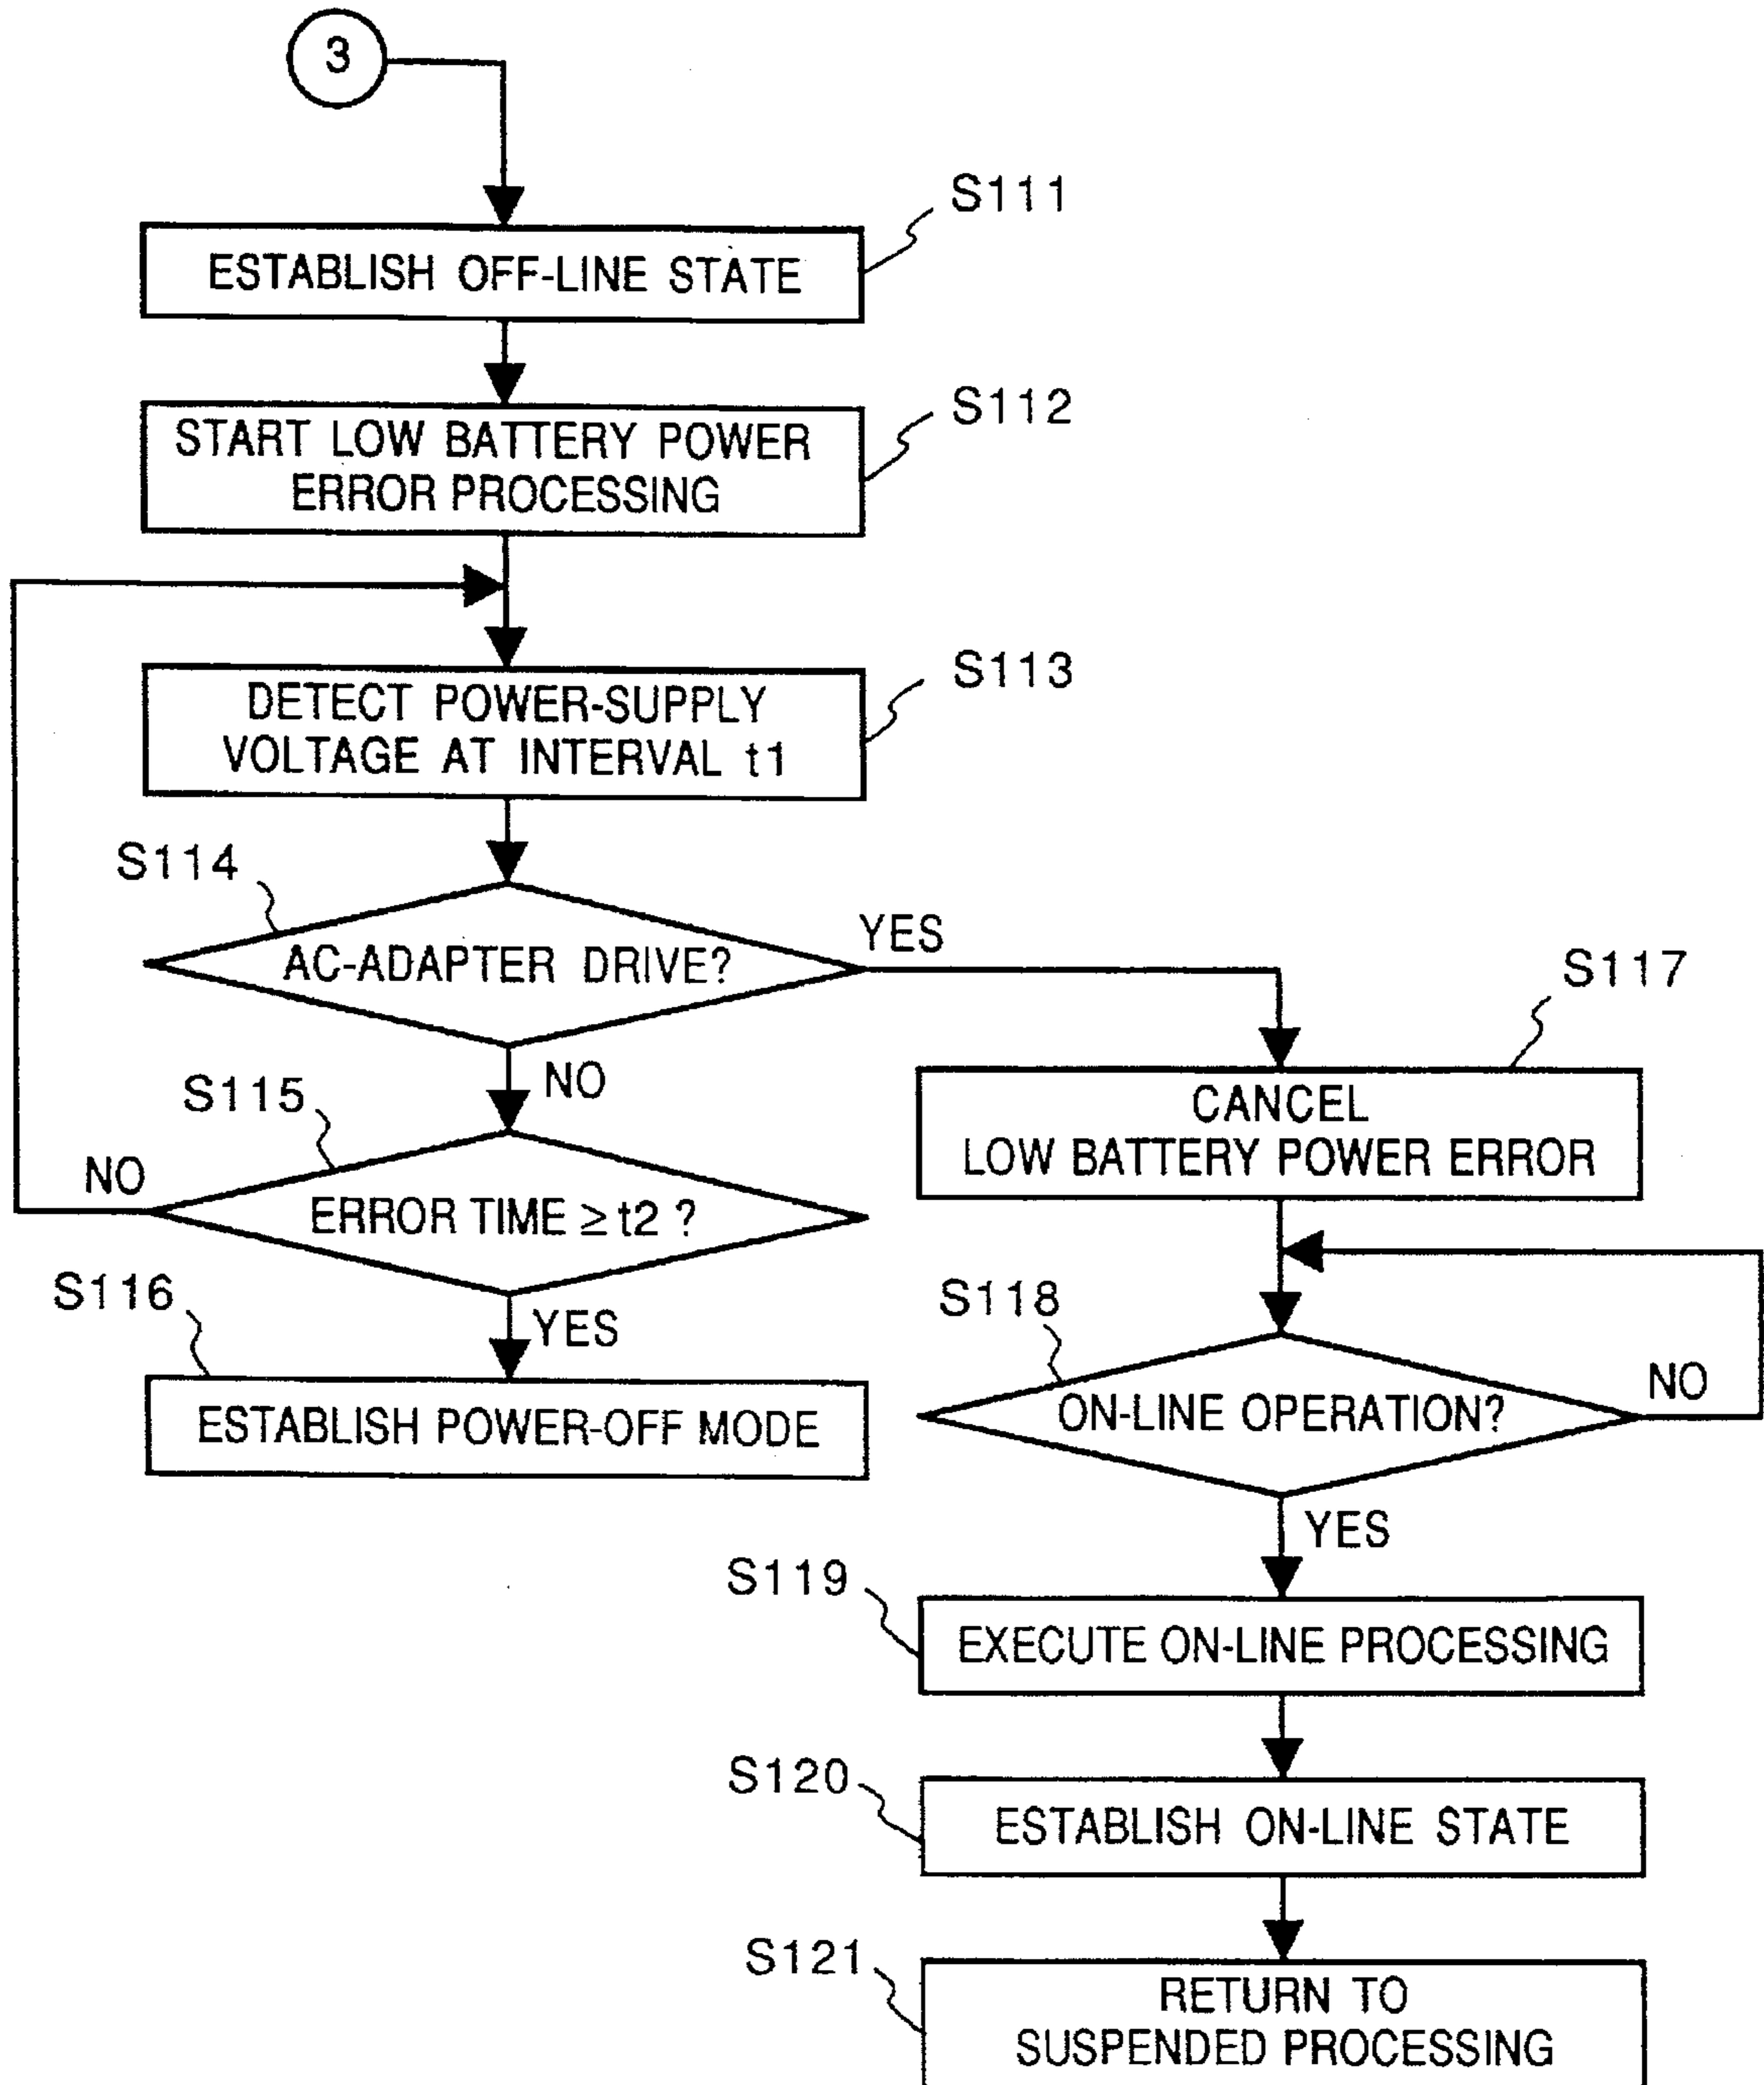 3
S111
ESTABLISH OFF-LINE STATE
S112
START LOW BATTERY POWER
ERROR PROCESSING
S113
DETECT POWER-SUPPLY
VOLTAGE AT INTERVAL t1
S114
AC-ADAPTER DRIVE?
YES
NO
S115
ERROR TIME ≥ t2 ?
NO
YES
S116
ESTABLISH POWER-OFF MODE
S117
CANCEL
LOW BATTERY POWER ERROR
S118
ON-LINE OPERATION?
NO
YES
S119
EXECUTE ON-LINE PROCESSING
S120
ESTABLISH ON-LINE STATE
S121
RETURN TO
SUSPENDED PROCESSING